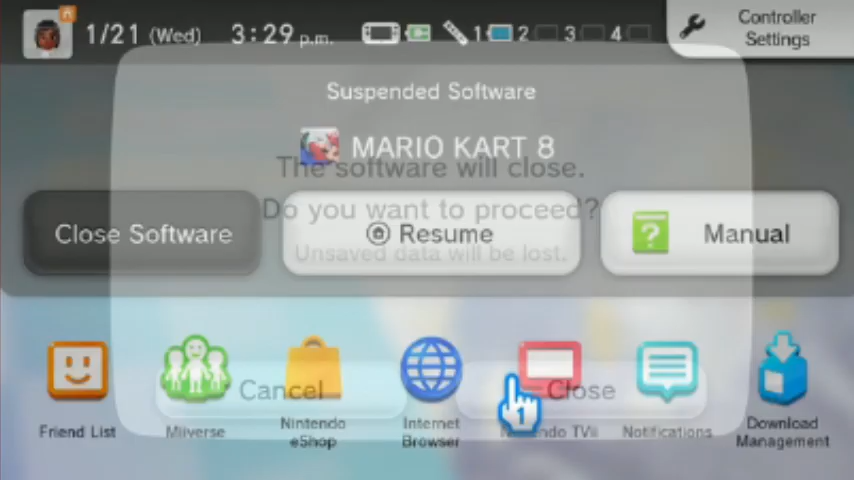 1/21 (Wed) 3:29 p.m. 1 2 3 4
Controller
Settings
Suspended Software
MARIO KART 8
The software will close.
Do you want to proceed?
Close Software
Resume
? Manual
Unsaved data will be lost.
Cancel
Close
Friend List
Miiverse
Nintendo
eShop
Internet
Browser
1
Nintendo TVii
Notifications
Download
Management